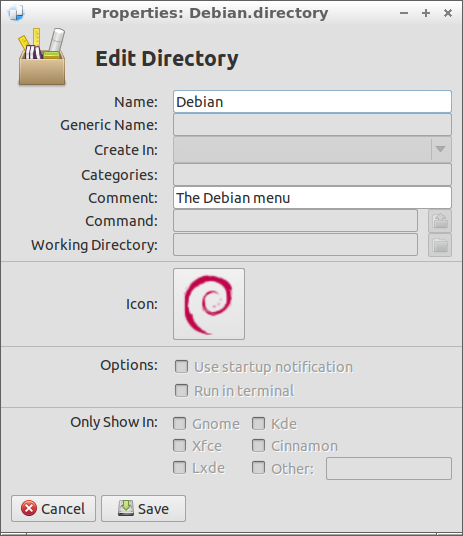 Properties: Debian.directory
Edit Directory
Name: Debian
Generic Name:
Create In:
Categories:
Comment: The Debian menu
Command:
Working Directory:
Icon:
Options: Use startup notification
Run in terminal
Only Show In: Gnome Kde
Xfce Cinnamon
Lxde Other:
Cancel Save